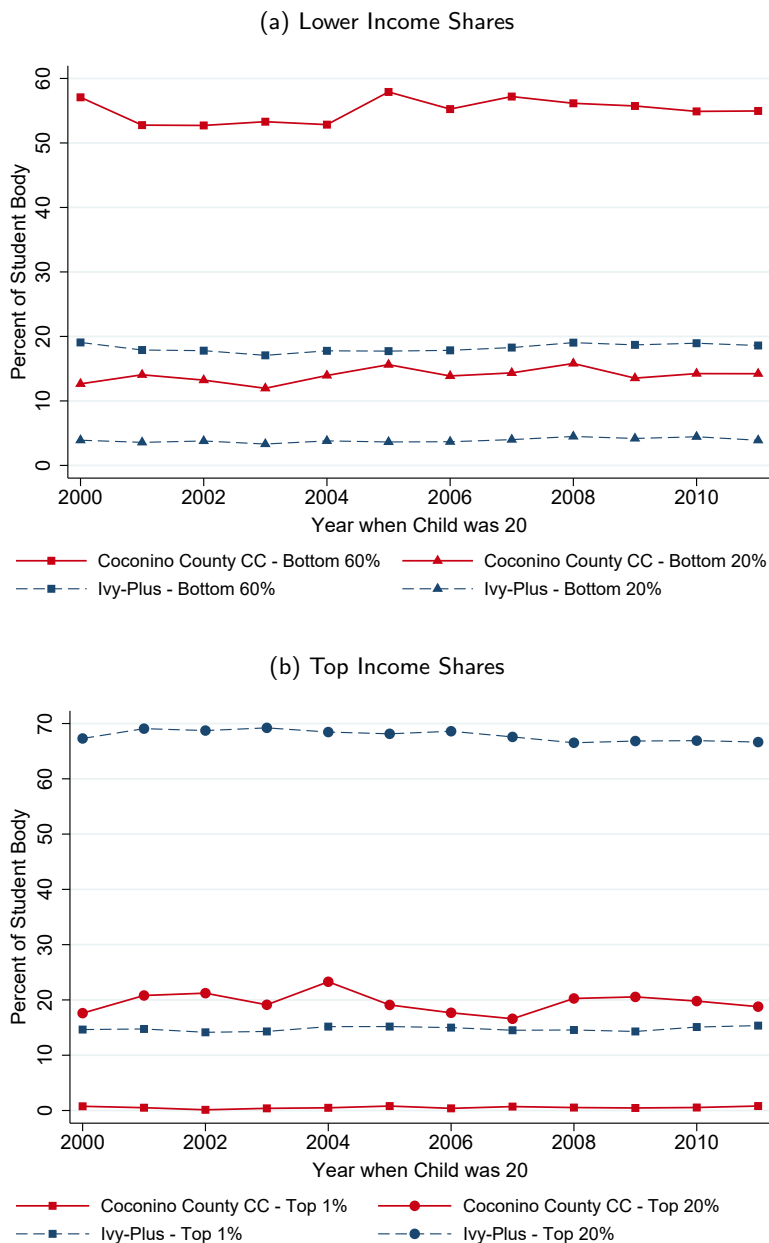 (a) Lower Income Shares
Percent of Student Body
60
50
40
30
20
10
0
2000 2002 2004 2006 2008 2010
Year when Child was 20
Coconino County CC - Bottom 60% Coconino County CC - Bottom 20%
Ivy-Plus - Bottom 60% Ivy-Plus - Bottom 20%
(b) Top Income Shares
Percent of Student Body
70
60
50
40
30
20
10
0
2000 2002 2004 2006 2008 2010
Year when Child was 20
Coconino County CC - Top 1% Coconino County CC - Top 20%
Ivy-Plus - Top 1% Ivy-Plus - Top 20%